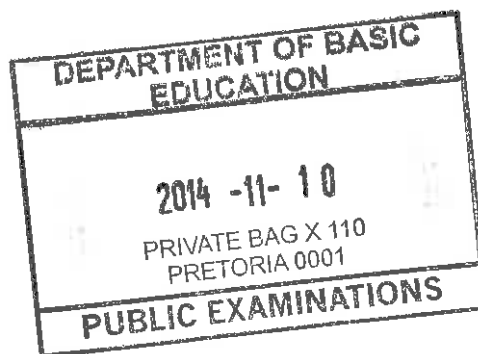 DEPARTMENT OF BASIC
EDUCATION
2014 -11- 10
PRIVATE BAG X 110
PRETORIA 0001
PUBLIC EXAMINATIONS